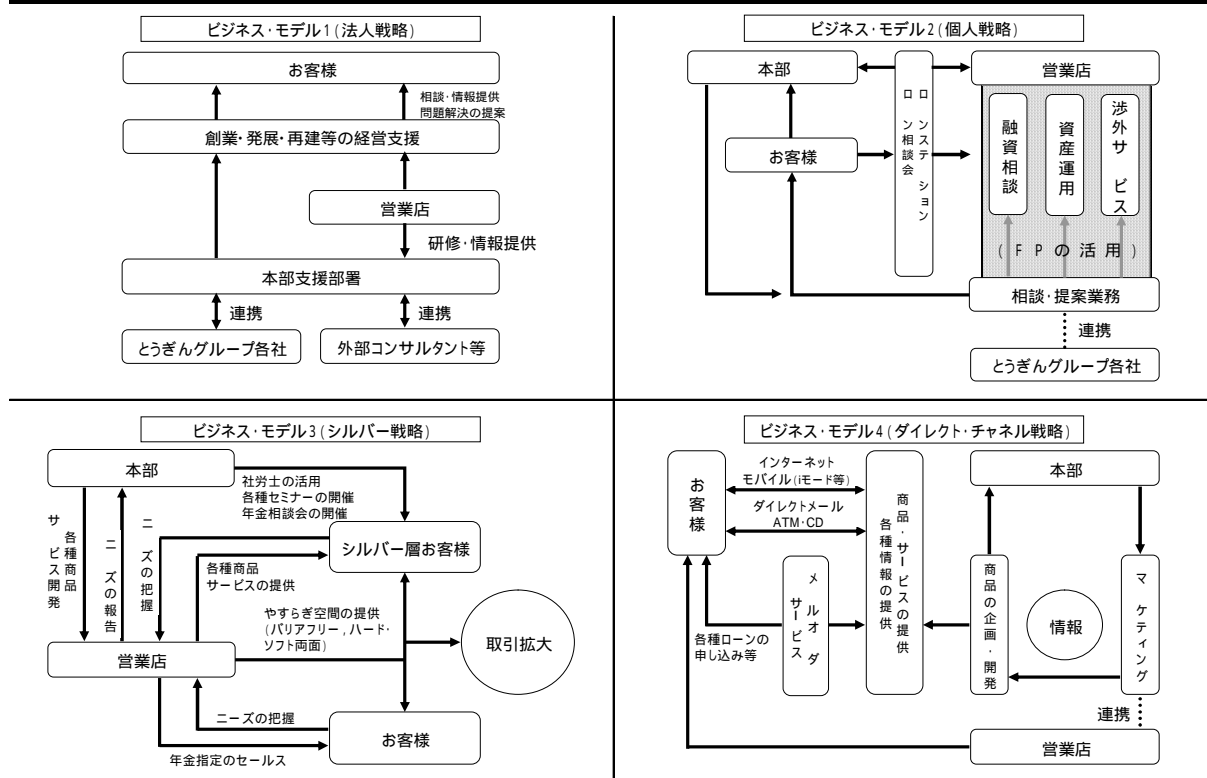 ビジネス・モデル1(法人戦略)
お客様
相談・情報提供
問題解決の提案
創業・発展・再建等の経営支援
営業店
研修・情報提供
本部支援部署
連携
連携
とうぎんグループ各社
外部コンサルタント等
ビジネス・モデル2(個人戦略)
本部
営業店
お客様
ロンステション
ロン相談会
融資相談
資産運用
渉外サビス
(FPの活用)
相談・提案業務
連携
とうぎんグループ各社
ビジネス・モデル3(シルバー戦略)
本部
社労士の活用
各種セミナーの開催
年金相談会の開催
各種商品
サビス開発
ニズの報告
ニズの把握
シルバー層お客様
各種商品
サービスの提供
やすらぎ空間の提供
(バリアフリー,ハード・
ソフト両面)
取引拡大
営業店
ニーズの把握
お客様
年金指定のセールス
ビジネス・モデル4(ダイレクト・チャネル戦略)
お客様
インターネット
モバイル(iモード等)
ダイレクトメール
ATM・CD
商品・サービスの提供
各種情報の提供
メルオダ
サービス
各種ローンの
申し込み等
本部
商品の企画・開発
情報
マケティング
連携
営業店